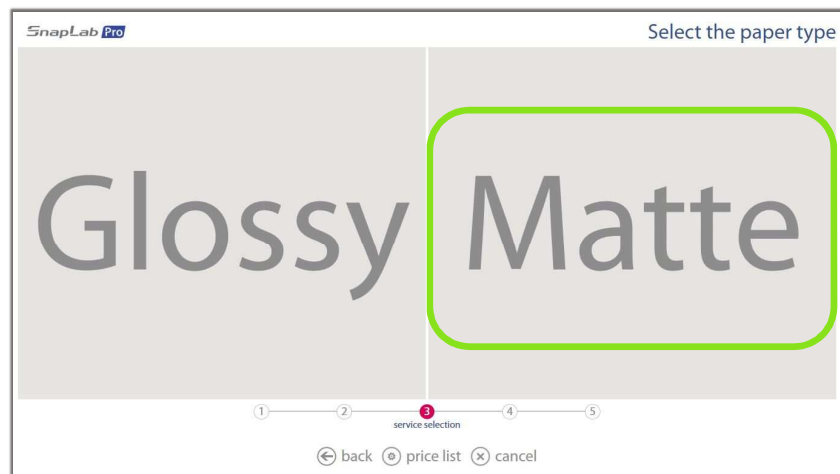 SnapLab Pro
Select the paper type
Glossy
Matte
1 2 3 4 5
service selection
back price list cancel